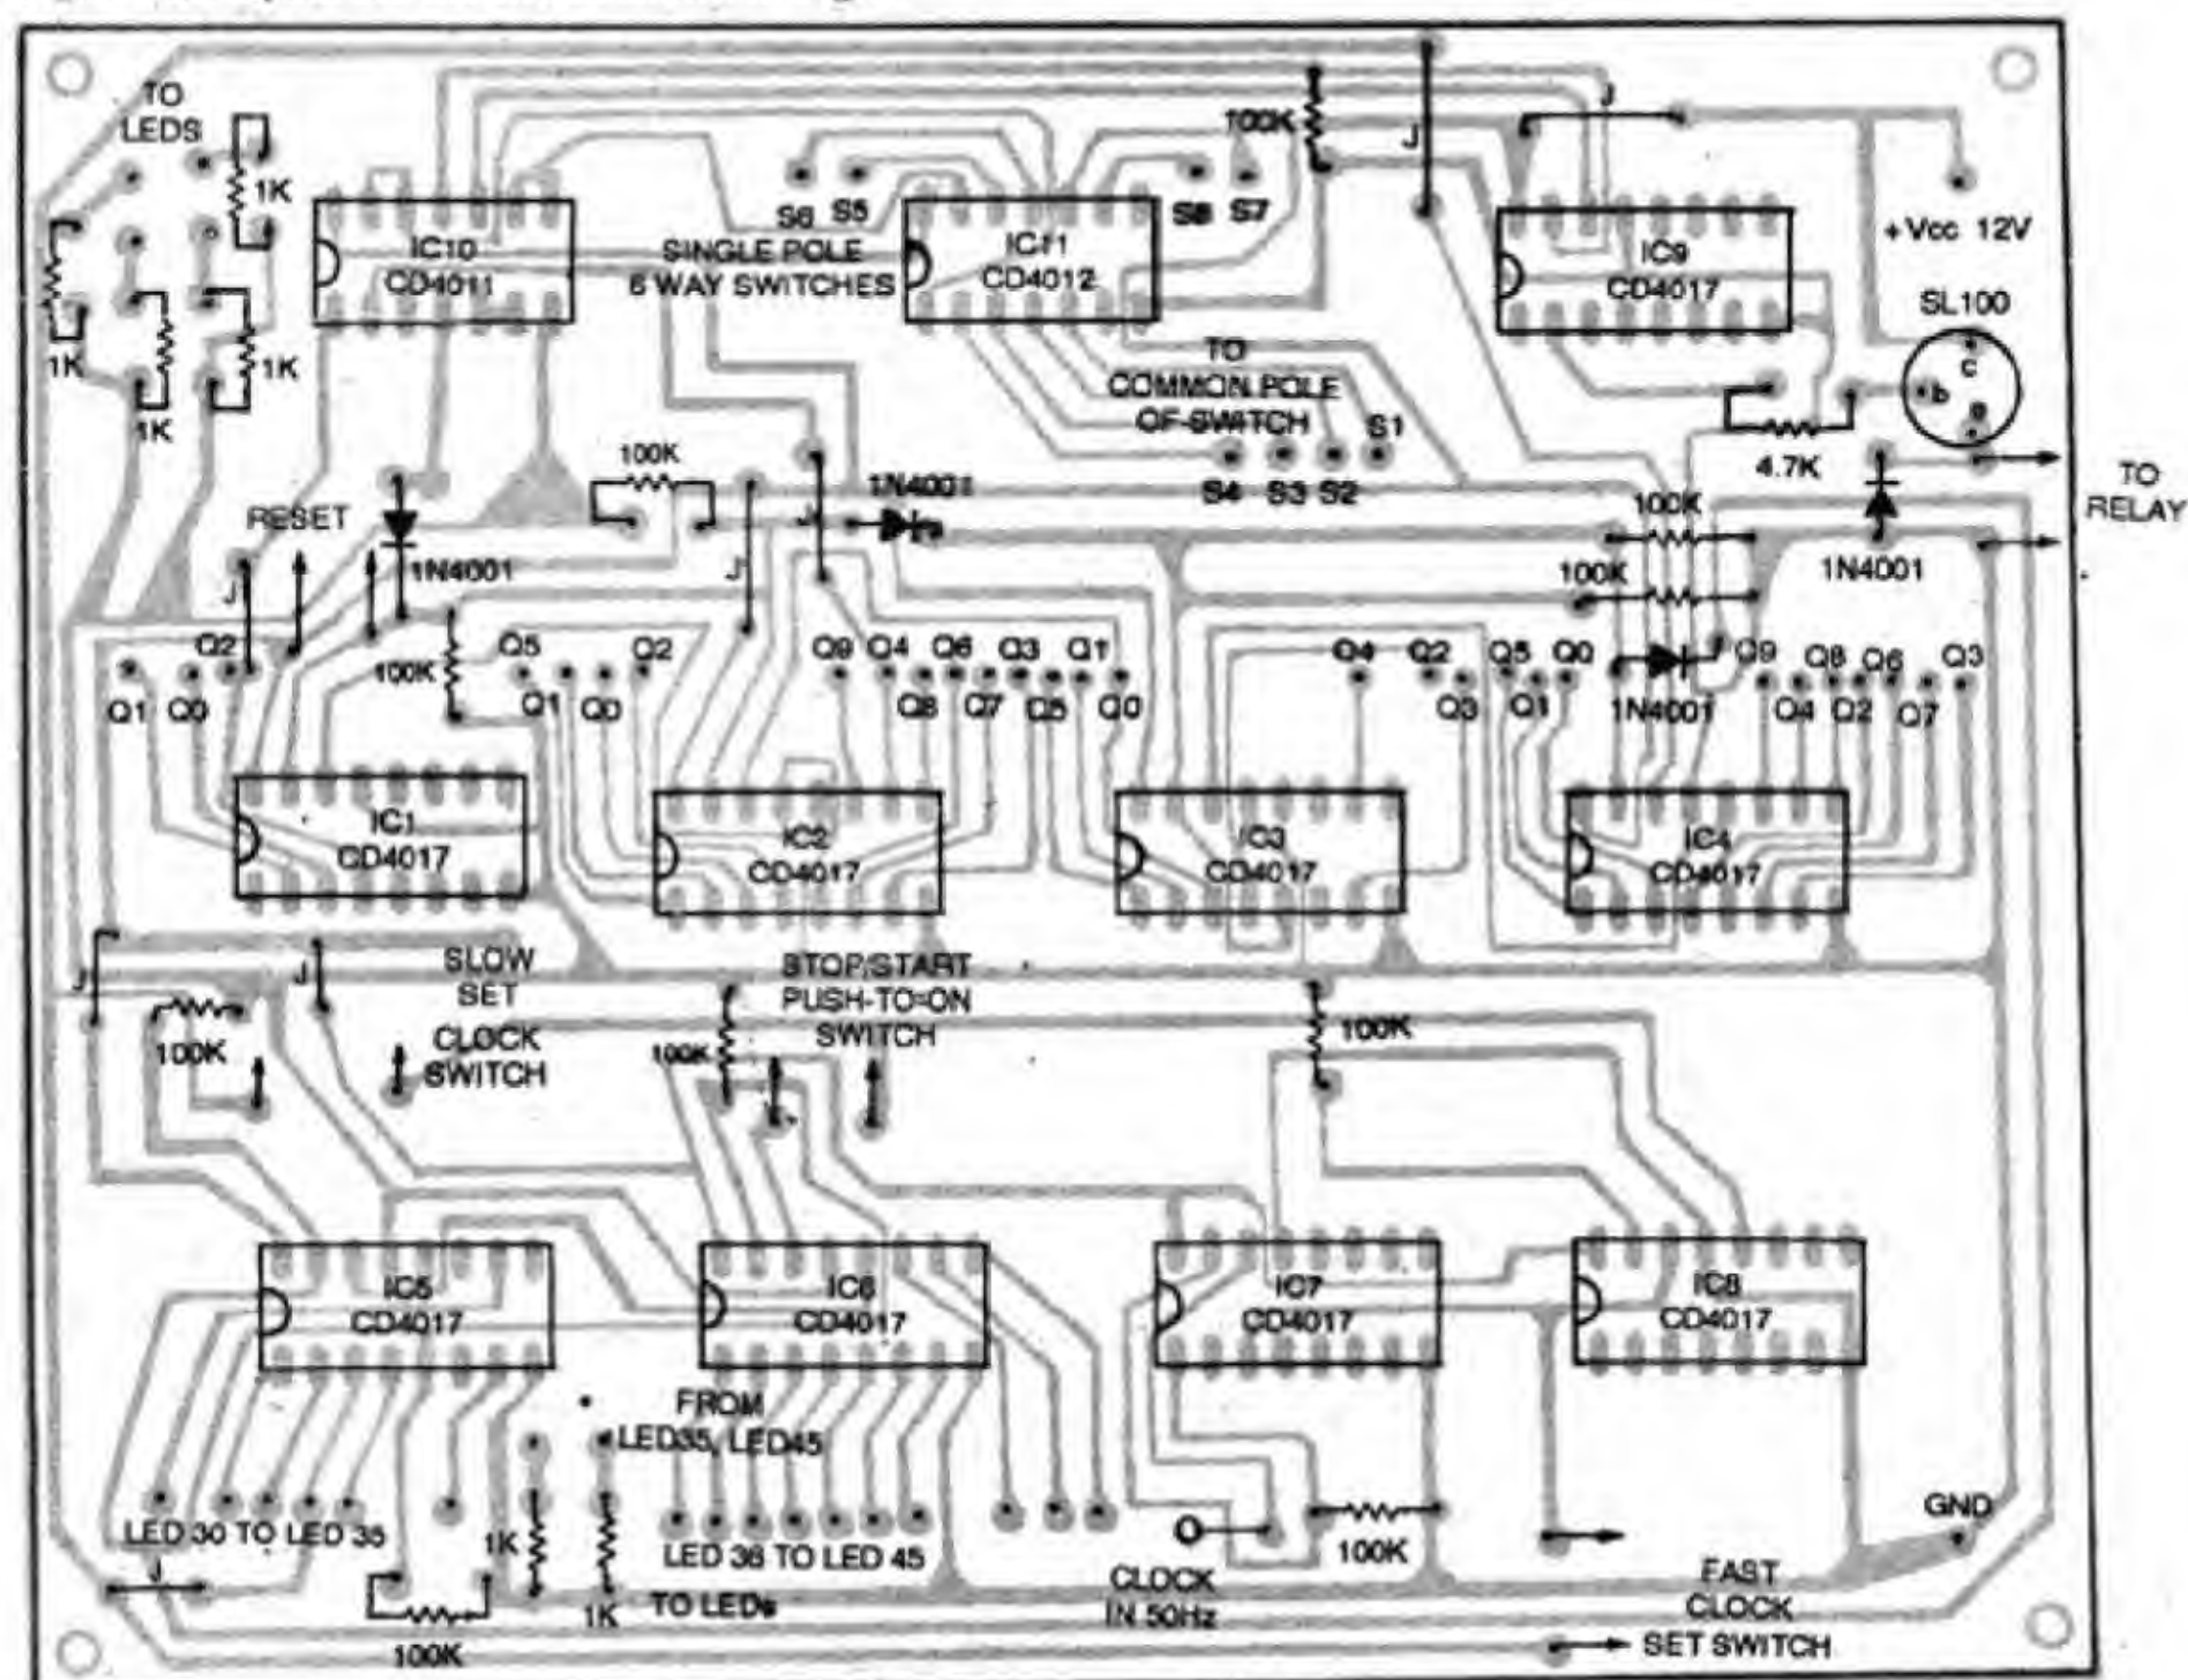 TO
LEDS
1K
100K
J
J
S6 S5
S8 S7
+Vcc 12V
IC10
CD4011
SINGLE POLE
6 WAY SWITCHES
IC11
CD4012
IC9
CD4017
SL100
c
b
e
1K
1K
1K
TO
COMMON POLE
OF SWITCH
S1
S4 S3 S2
4.7K
TO
RELAY
100K
1N4001
100K
RESET
J
1N4001
J
100K
1N4001
J
Q2
Q5
Q2
Q9 Q4 Q6 Q3 Q1
Q4 Q2 Q5 Q0
Q9 Q8 Q6 Q3
100K
Q1 Q0
Q1 Q0
Q8 Q7 Q5 Q0
Q3 Q1
1N4001
Q4 Q2 Q7
IC1
CD4017
IC2
CD4017
IC3
CD4017
IC4
CD4017
J
J
SLOW
SET
CLOCK
SWITCH
STOP/START
PUSH-TO-ON
SWITCH
100K
100K
100K
IC5
CD4017
IC6
CD4017
IC7
CD4017
IC8
CD4017
FROM
LED35, LED45
LED 30 TO LED 35
1K
LED 36 TO LED 45
100K
GND
J
1K
TO LEDs
CLOCK
IN 50Hz
FAST
CLOCK
SET SWITCH
100K